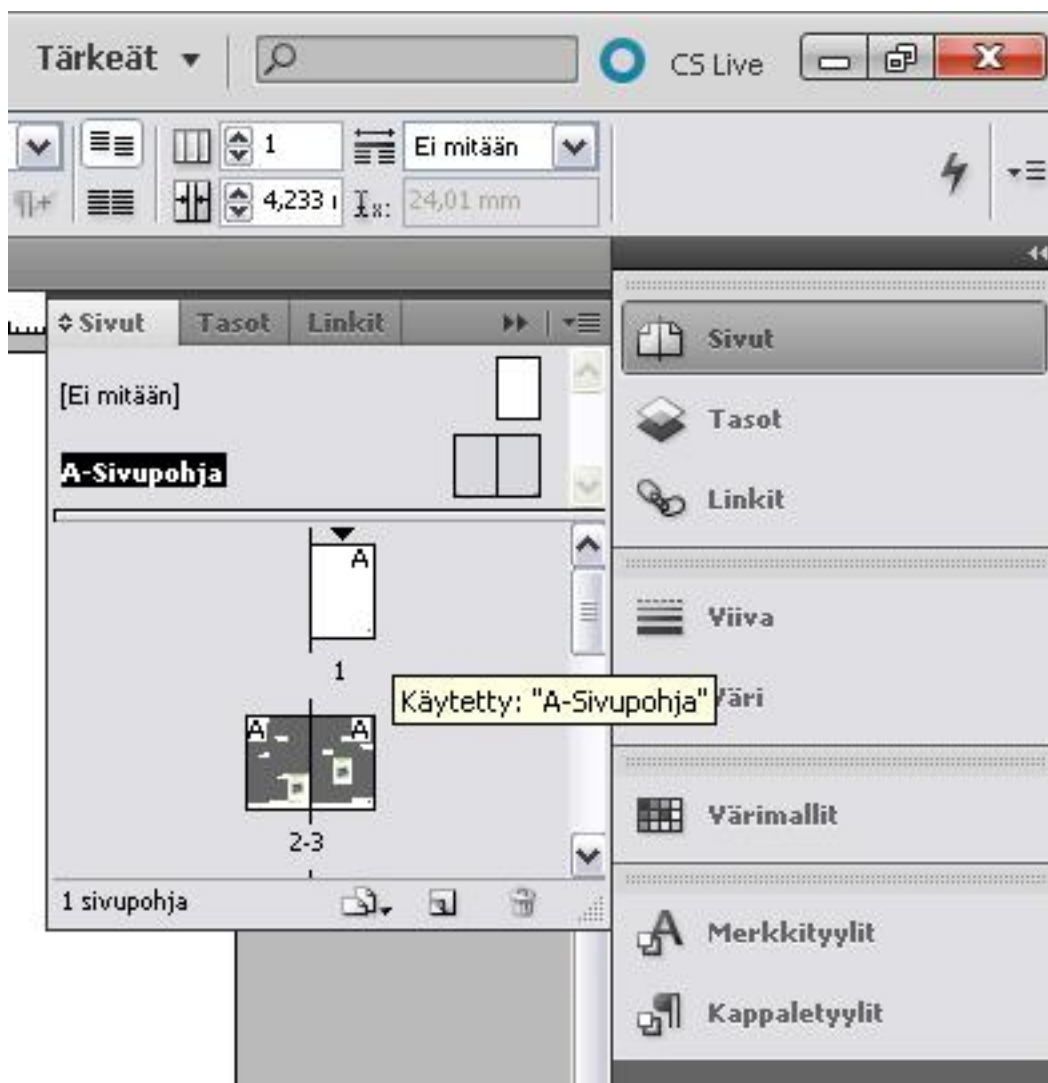 Tärkeät
CS Live
1
Ei mitään
4,233
x:
24,01 mm
Sivut Tasot Linkit
[Ei mitään]
A-Sivupohja
A
1
Käytetty: "A-Sivupohja"
A A
2-3
1 sivupohja
Sivut
Tasot
Linkit
Viiva
Väri
Värimallit
A Merkkityylit
Kappaletyylit